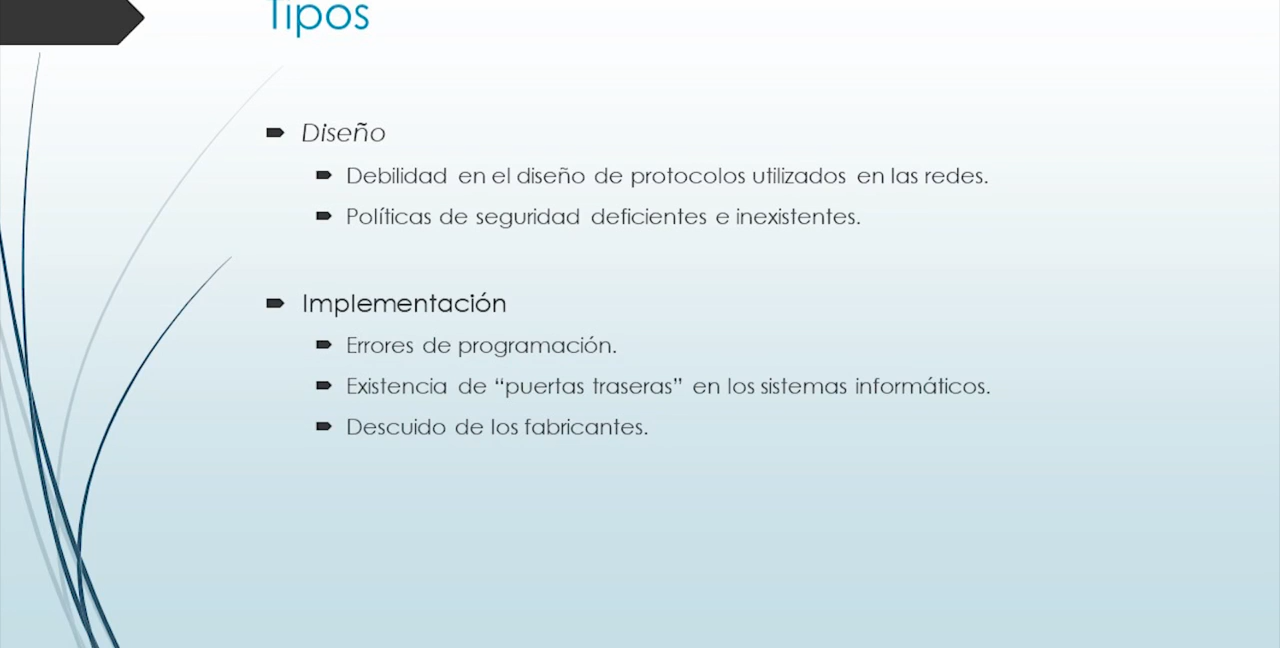 Tipos
Diseño
Debilidad en el diseño de protocolos utilizados en las redes.
Políticas de seguridad deficientes e inexistentes.
Implementación
Errores de programación.
Existencia de “puertas traseras” en los sistemas informáticos.
Descuido de los fabricantes.